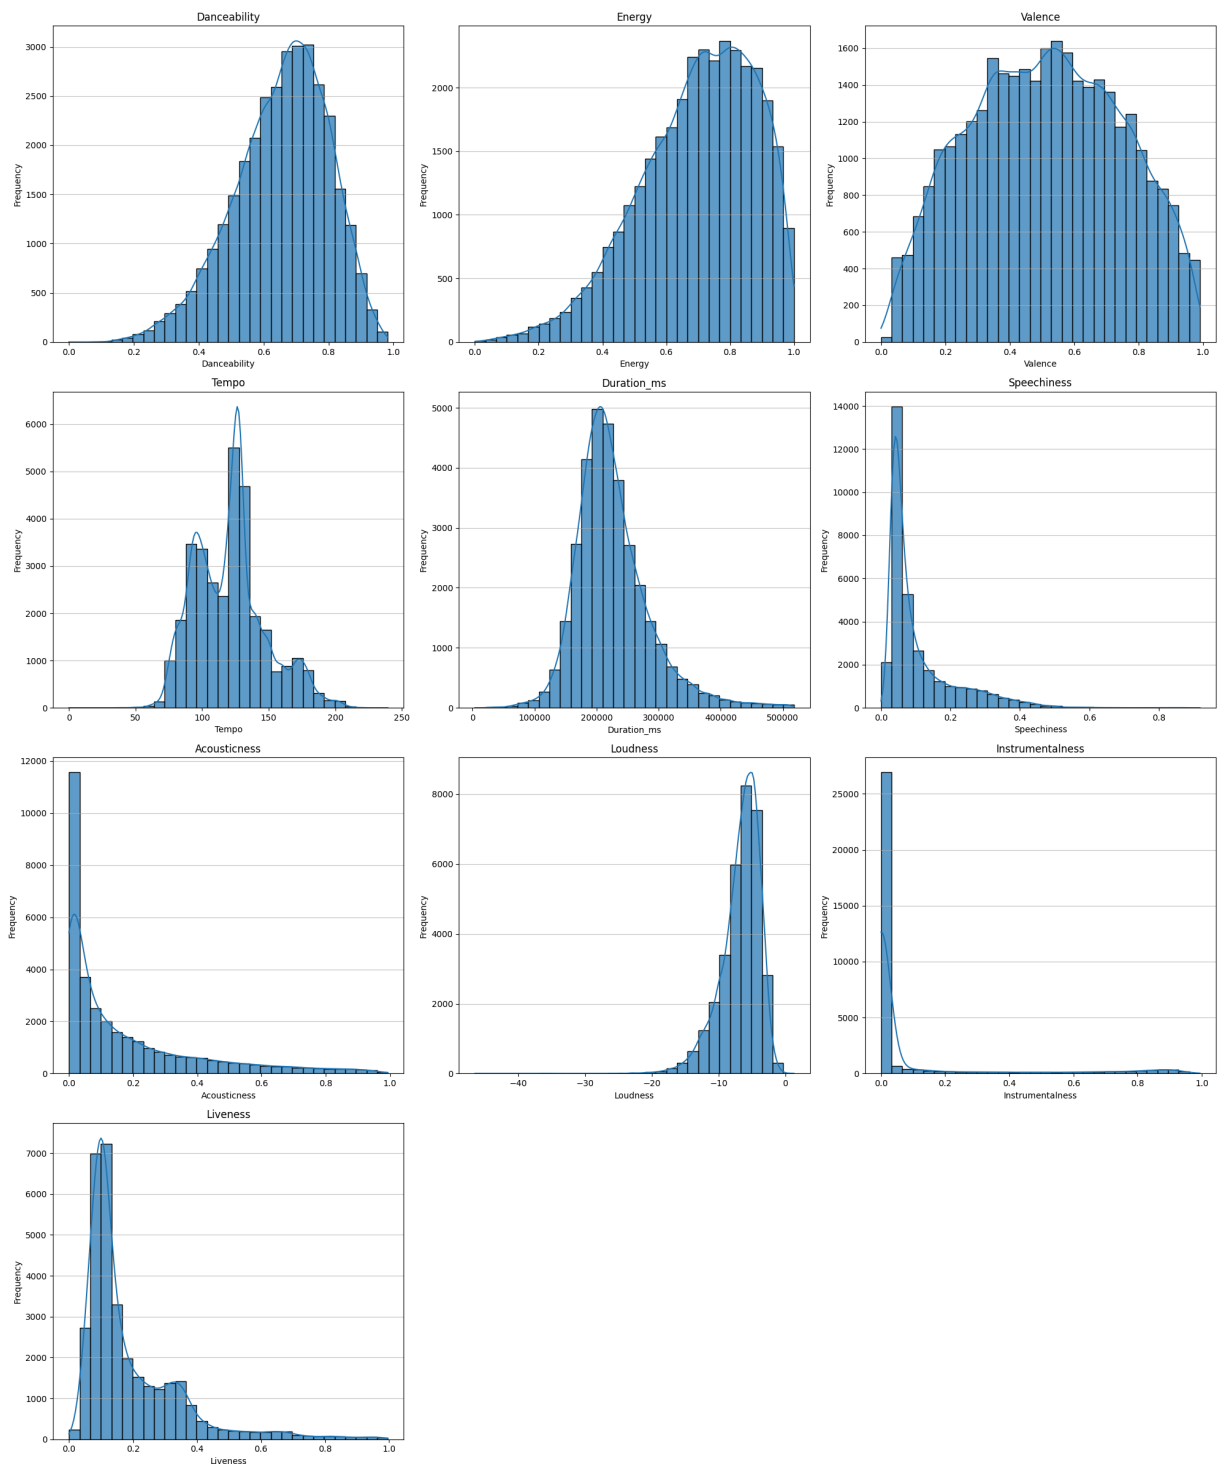 Danceability
Energy
Valence
Frequency
3000
2500
2000
1500
1000
500
0
0.0 0.2 0.4 0.6 0.8 1.0
Danceability
Frequency
2000
1500
1000
500
0
0.0 0.2 0.4 0.6 0.8 1.0
Energy
Frequency
1600
1400
1200
1000
800
600
400
200
0
0.0 0.2 0.4 0.6 0.8 1.0
Valence
Tempo
Duration_ms
Speechiness
Frequency
6000
5000
4000
3000
2000
1000
0
0 50 100 150 200 250
Tempo
Frequency
5000
4000
3000
2000
1000
0
100000 200000 300000 400000 500000
Duration_ms
Frequency
14000
12000
10000
8000
6000
4000
2000
0
0.0 0.2 0.4 0.6 0.8
Speechiness
Acousticness
Loudness
Instrumentalness
Frequency
12000
10000
8000
6000
4000
2000
0
0.0 0.2 0.4 0.6 0.8 1.0
Acousticness
Frequency
8000
6000
4000
2000
0
−40 −30 −20 −10 0
Loudness
Frequency
25000
20000
15000
10000
5000
0
0.0 0.2 0.4 0.6 0.8 1.0
Instrumentalness
Liveness
Frequency
7000
6000
5000
4000
3000
2000
1000
0
0.0 0.2 0.4 0.6 0.8 1.0
Liveness